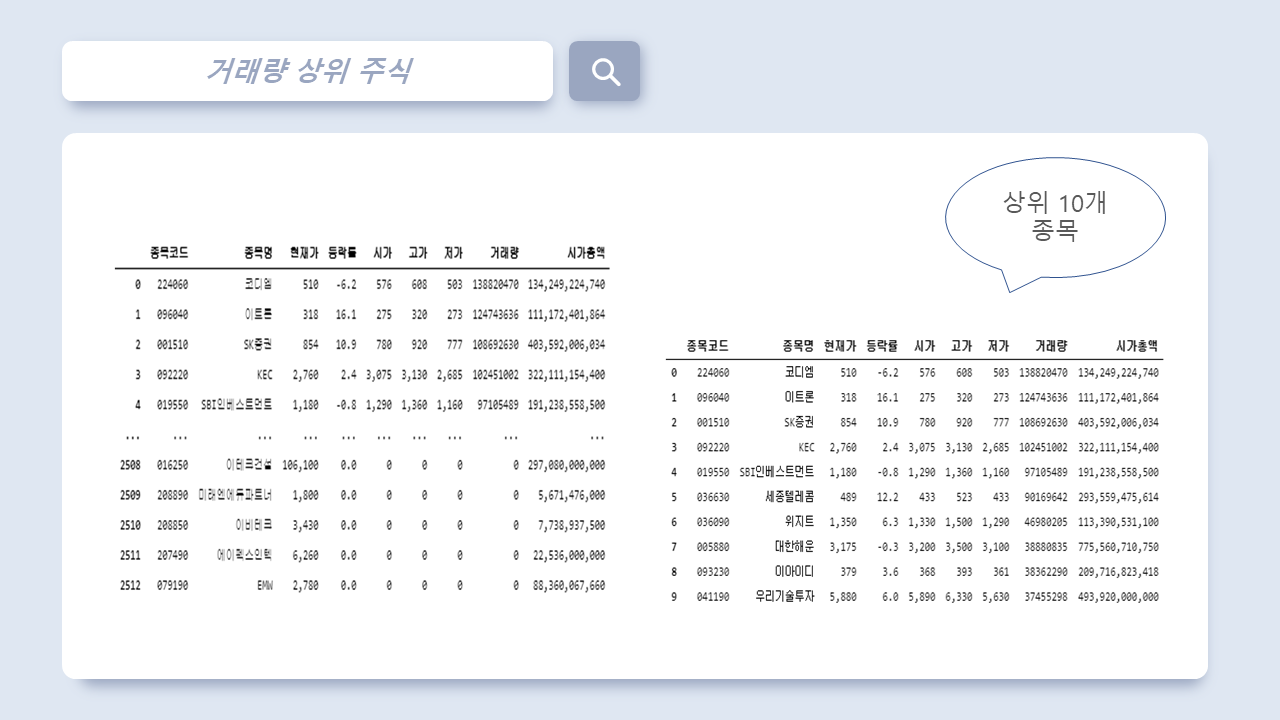 거래량 상위 주식
상위 10개
종목
종목코드 종목명 현재가 등락률 시가 고가 저가 거래량 시가총액
0 224060 코디엠 510 -6.2 576 608 503 138820470 134,249,224,740
1 096040 이트론 318 16.1 275 320 273 124743636 111,172,401,864
2 001510 SK증권 854 10.9 780 920 777 108692630 403,592,006,034
3 092220 KEC 2,760 2.4 3,075 3,130 2,685 102451002 322,111,154,400
4 019550 SBI인베스트먼트 1,180 -0.8 1,290 1,360 1,160 97105489 191,238,558,500
... ... ... ... ... ... ... ... ... ...
2508 016250 이테크건설 106,100 0.0 0 0 0 0 297,080,000,000
2509 208890 미래엔에듀파트너 1,800 0.0 0 0 0 0 5,671,476,000
2510 208850 이비테크 3,430 0.0 0 0 0 0 7,738,937,500
2511 207490 에이펙스인텍 6,260 0.0 0 0 0 0 22,536,000,000
2512 079190 EMW 2,780 0.0 0 0 0 0 88,360,067,660
종목코드 종목명 현재가 등락률 시가 고가 저가 거래량 시가총액
0 224060 코디엠 510 -6.2 576 608 503 138820470 134,249,224,740
1 096040 이트론 318 16.1 275 320 273 124743636 111,172,401,864
2 001510 SK증권 854 10.9 780 920 777 108692630 403,592,006,034
3 092220 KEC 2,760 2.4 3,075 3,130 2,685 102451002 322,111,154,400
4 019550 SBI인베스트먼트 1,180 -0.8 1,290 1,360 1,160 97105489 191,238,558,500
5 036630 세종텔레콤 489 12.2 433 523 433 90169642 293,559,475,614
6 036090 위지트 1,350 6.3 1,330 1,500 1,290 46980205 113,390,531,100
7 005880 대한해운 3,175 -0.3 3,200 3,500 3,100 38880835 775,560,710,750
8 093230 이아이디 379 3.6 368 393 361 38362290 209,716,823,418
9 041190 우리기술투자 5,880 6.0 5,890 6,330 5,630 37455298 493,920,000,000